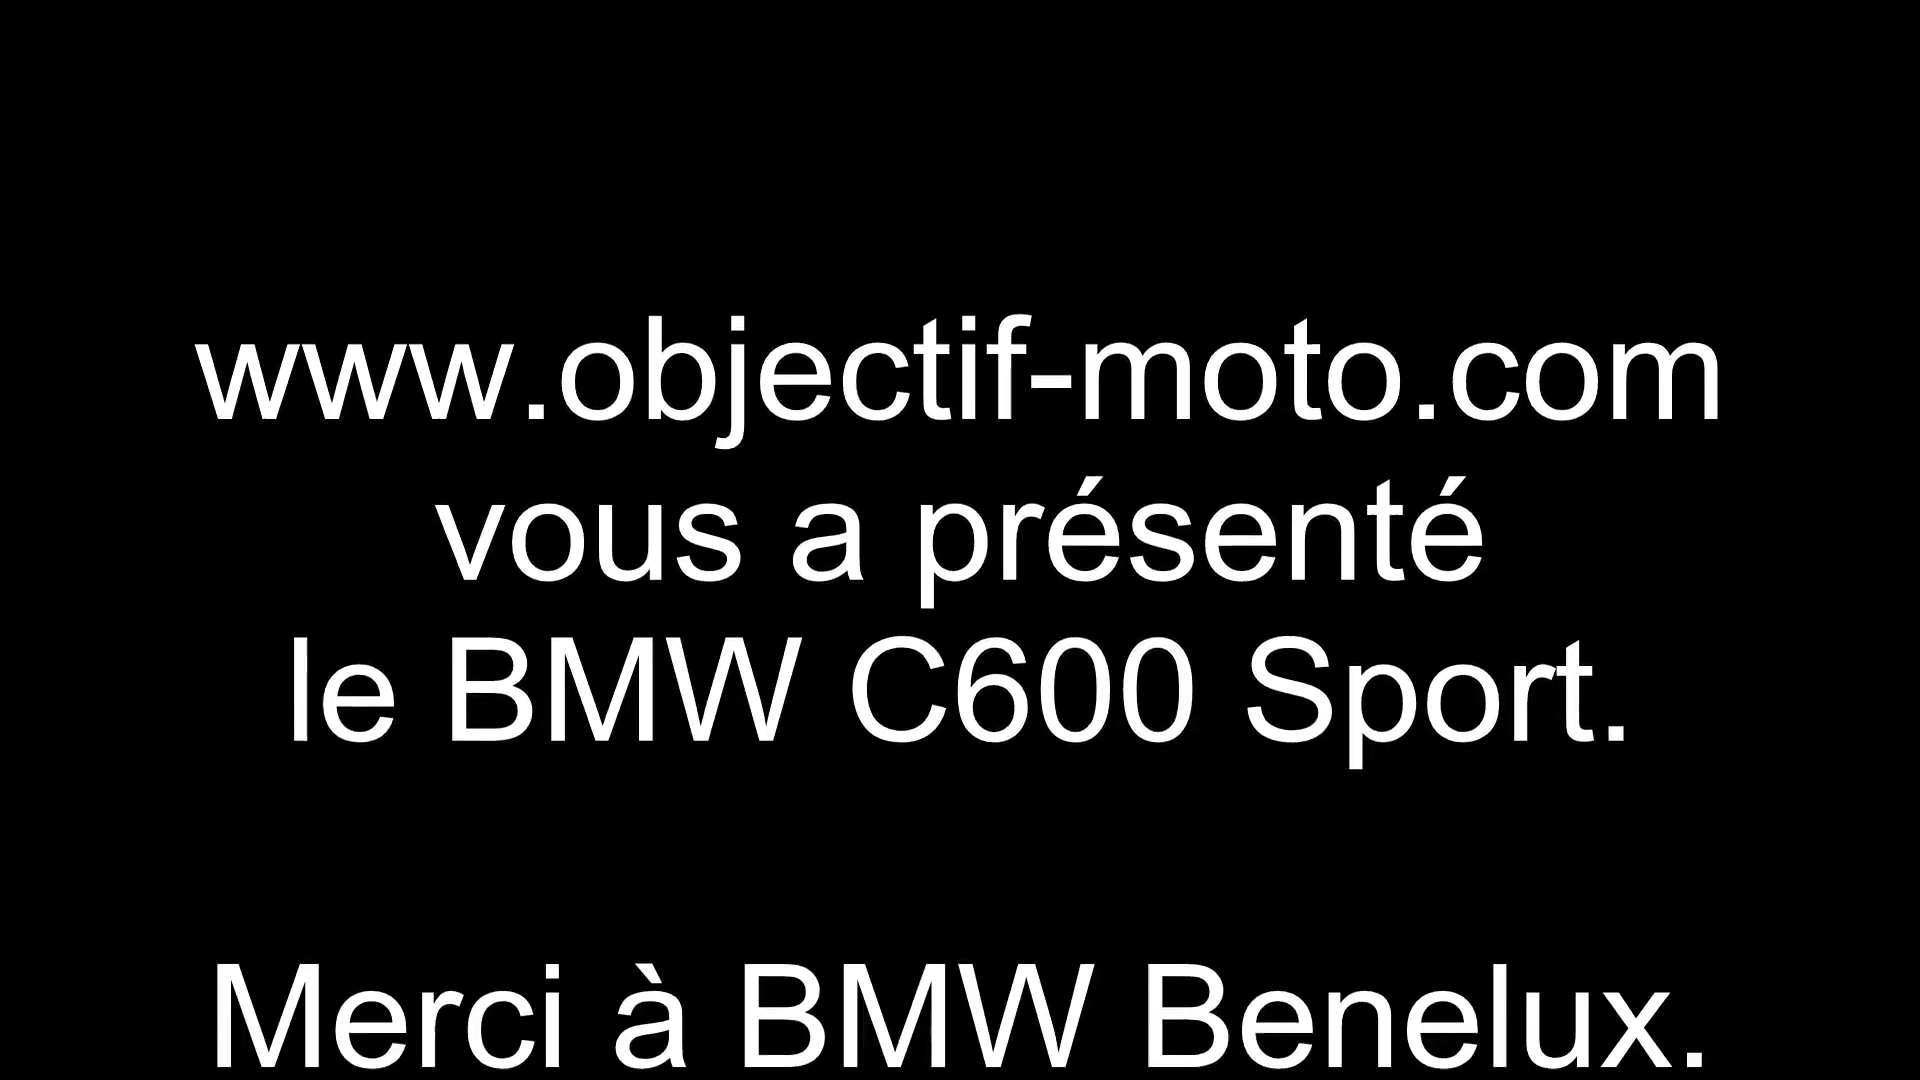 www.objectif-moto.com
vous a présenté
le BMW C600 Sport.
Merci à BMW Benelux.